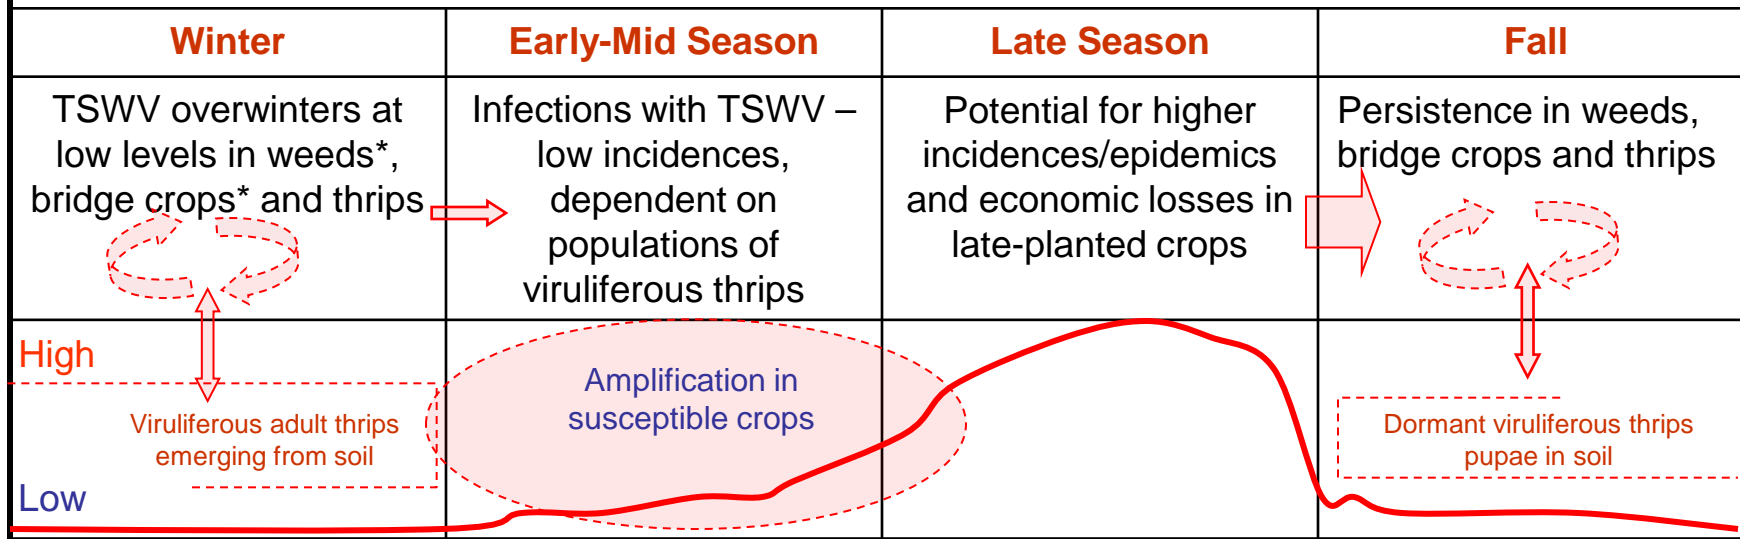 Winter
Early-Mid Season
Late Season
Fall
TSWV overwinters at
low levels in weeds*,
bridge crops* and thrips
Infections with TSWV –
low incidences,
dependent on
populations of
viruliferous thrips
Potential for higher
incidences/epidemics
and economic losses in
late-planted crops
Persistence in weeds,
bridge crops and thrips
High
Viruliferous adult thrips
emerging from soil
Low
Amplification in
susceptible crops
Dormant viruliferous thrips
pupae in soil